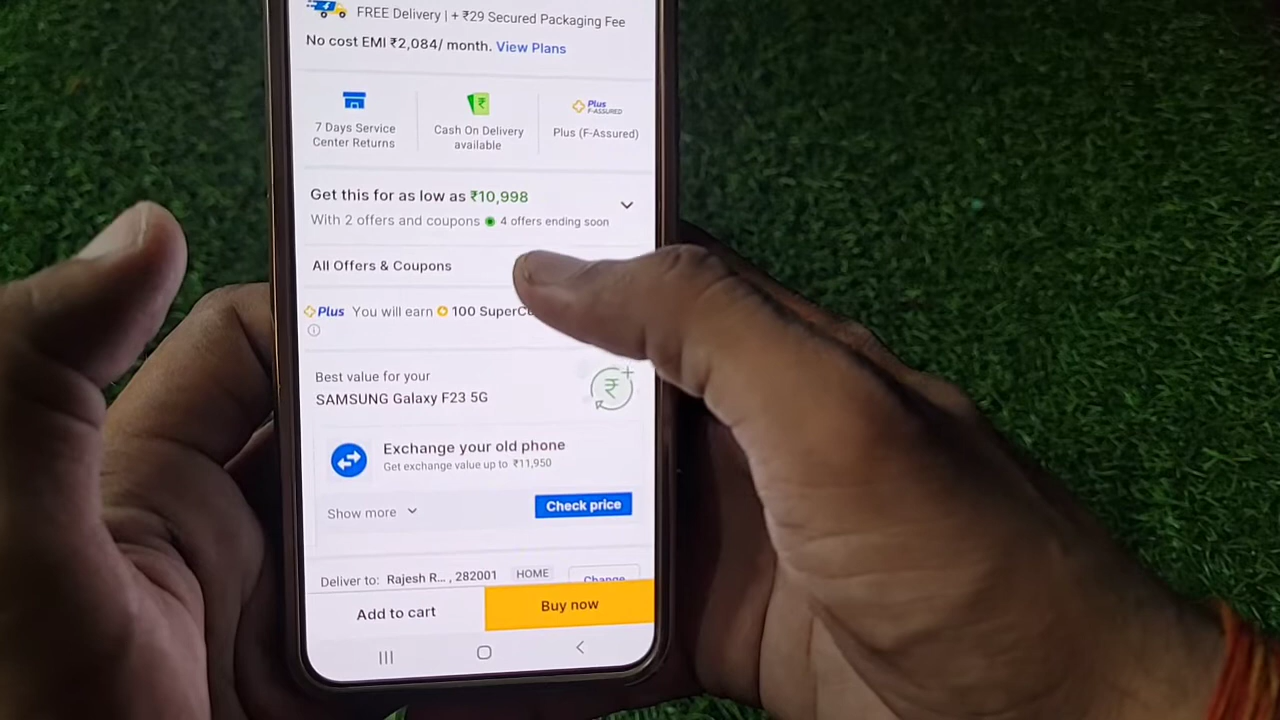 FREE Delivery | + ₹29 Secured Packaging Fee
No cost EMI ₹2,084/ month. View Plans
7 Days Service
Center Returns
Cash On Delivery
available
Plus
F-ASSURED
Plus (F-Assured)
Get this for as low as ₹10,998
With 2 offers and coupons 4 offers ending soon
All Offers & Coupons
Plus You will earn 100
Best value for your
SAMSUNG Galaxy F23 5G
Exchange your old phone
Get exchange value up to ₹11,950
Show more
Check price
Deliver to: Rajesh R... , 282001 HOME Change
Add to cart
Buy now